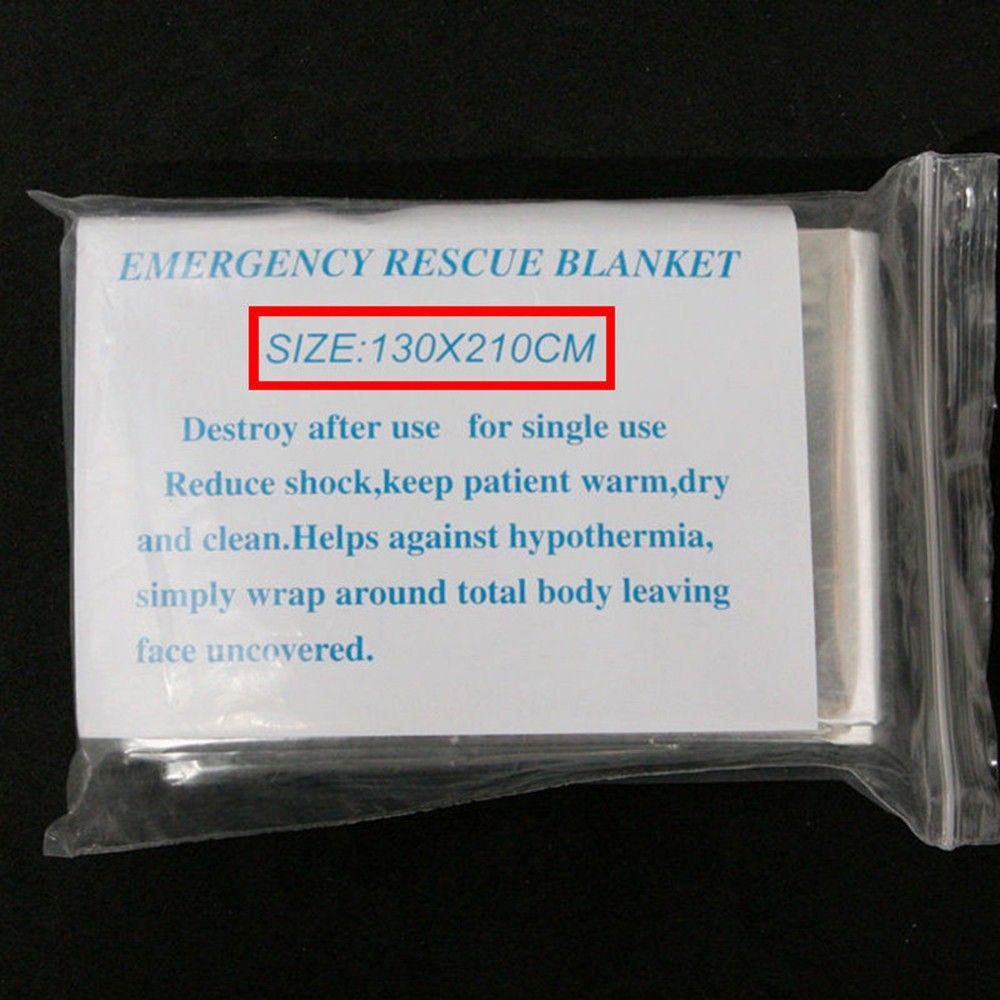 EMERGENCY RESCUE BLANKET
SIZE:130X210CM
Destroy after use for single use
Reduce shock,keep patient warm,dry
and clean.Helps against hypothermia,
simply wrap around total body leaving
face uncovered.